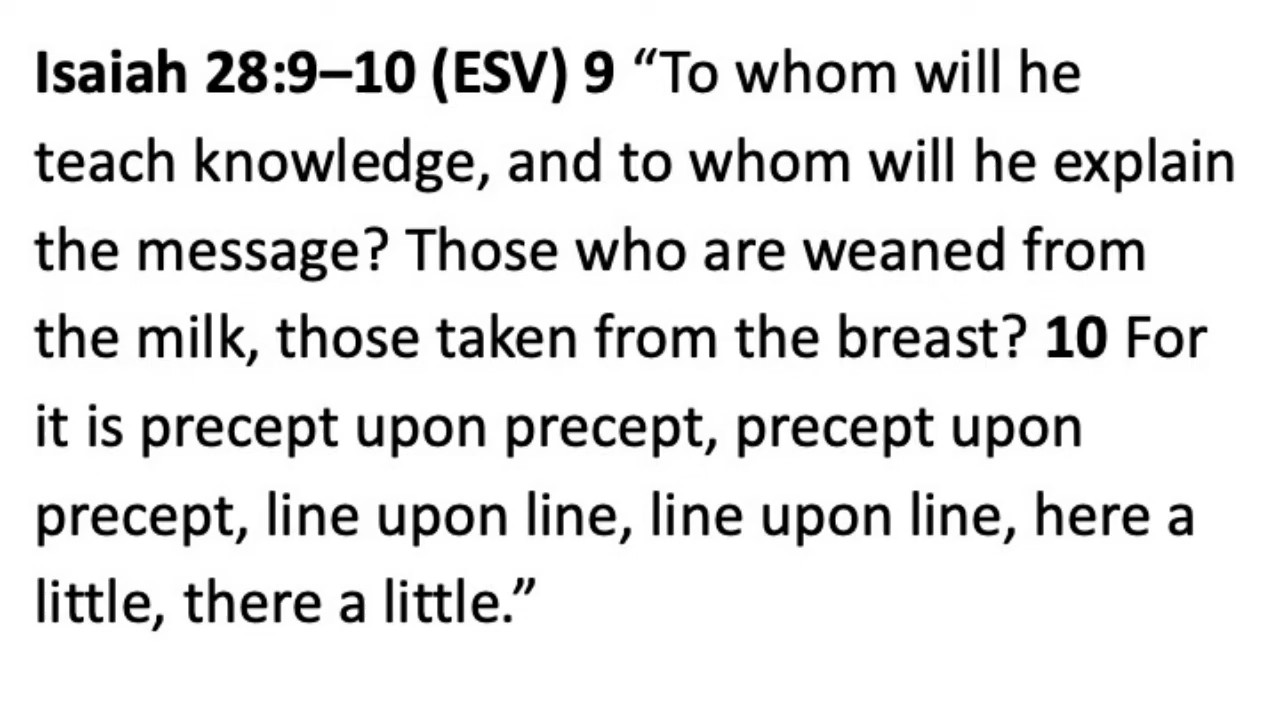 Isaiah 28:9–10 (ESV) 9 “To whom will he
teach knowledge, and to whom will he explain
the message? Those who are weaned from
the milk, those taken from the breast? 10 For
it is precept upon precept, precept upon
precept, line upon line, line upon line, here a
little, there a little.”